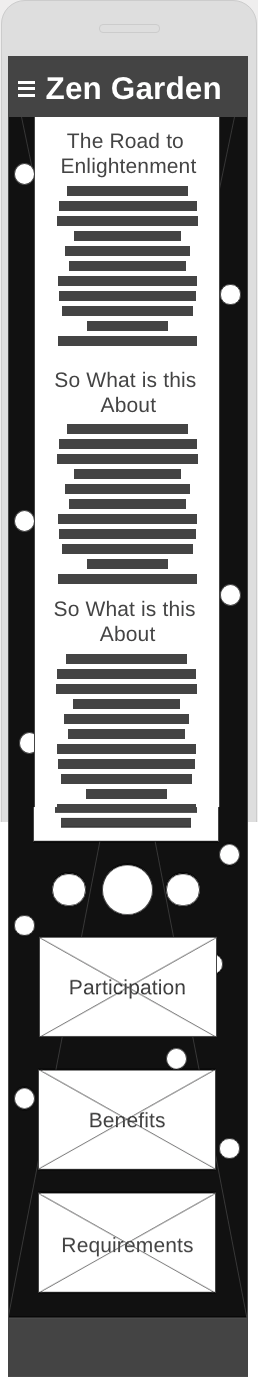 Zen Garden
The Road to
Enlightenment
So What is this
About
So What is this
About
Participation
Benefits
Requirements